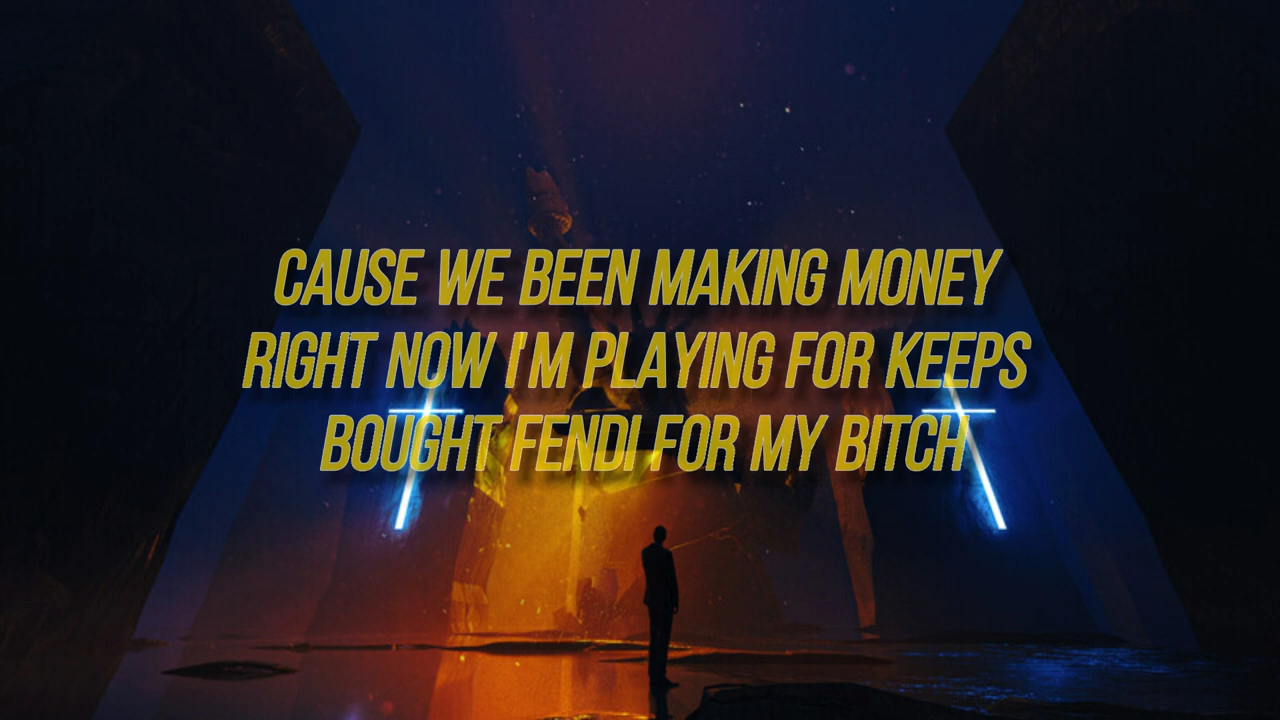 CAUSE WE BEEN MAKING MONEY
RIGHT NOW I'M PLAYING FOR KEEPS
BOUGHT FENDI FOR MY BITCH